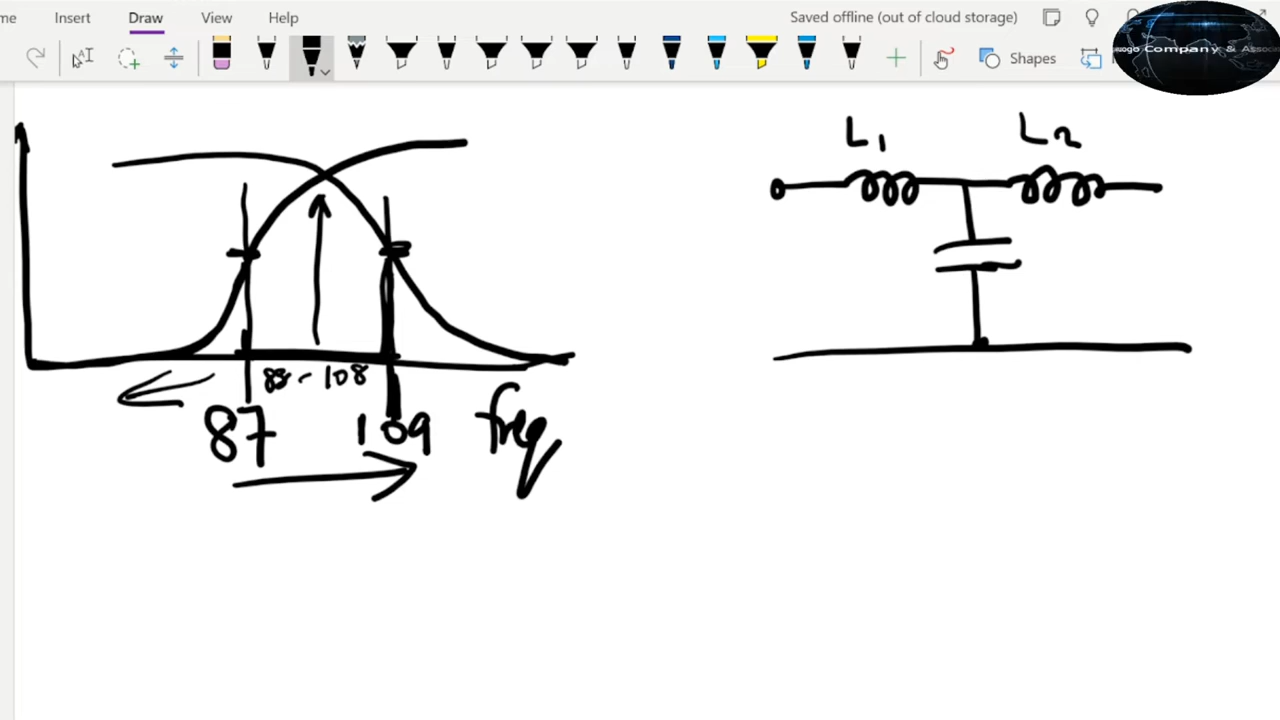 me Insert Draw View Help
Saved offline (out of cloud storage)
Shapes
Company & Associ
L1 L2
88 - 108
87 109 freq